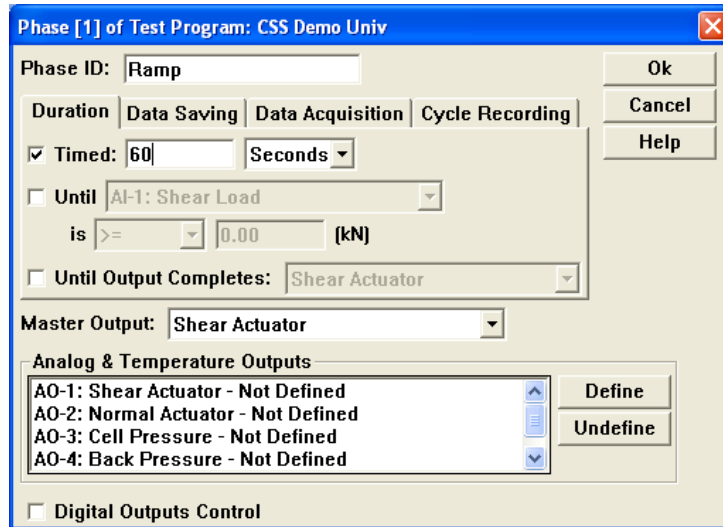 Phase [1] of Test Program: CSS Demo Univ
Phase ID: Ramp
Ok
Cancel
Help
Duration Data Saving Data Acquisition Cycle Recording
Timed: 60 Seconds
Until AI-1: Shear Load
is >= 0.00 (kN)
Until Output Completes: Shear Actuator
Master Output: Shear Actuator
Analog & Temperature Outputs
AO-1: Shear Actuator - Not Defined
AO-2: Normal Actuator - Not Defined
AO-3: Cell Pressure - Not Defined
AO-4: Back Pressure - Not Defined
Define
Undefine
Digital Outputs Control